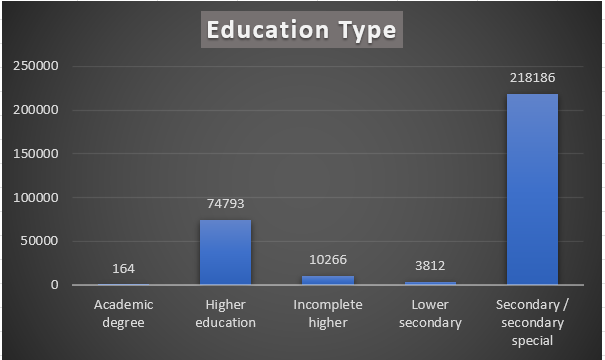 Education Type
250000
200000
150000
100000
50000
0
164
74793
10266
3812
218186
Academic
degree
Higher
education
Incomplete
higher
Lower
secondary
Secondary /
secondary
special